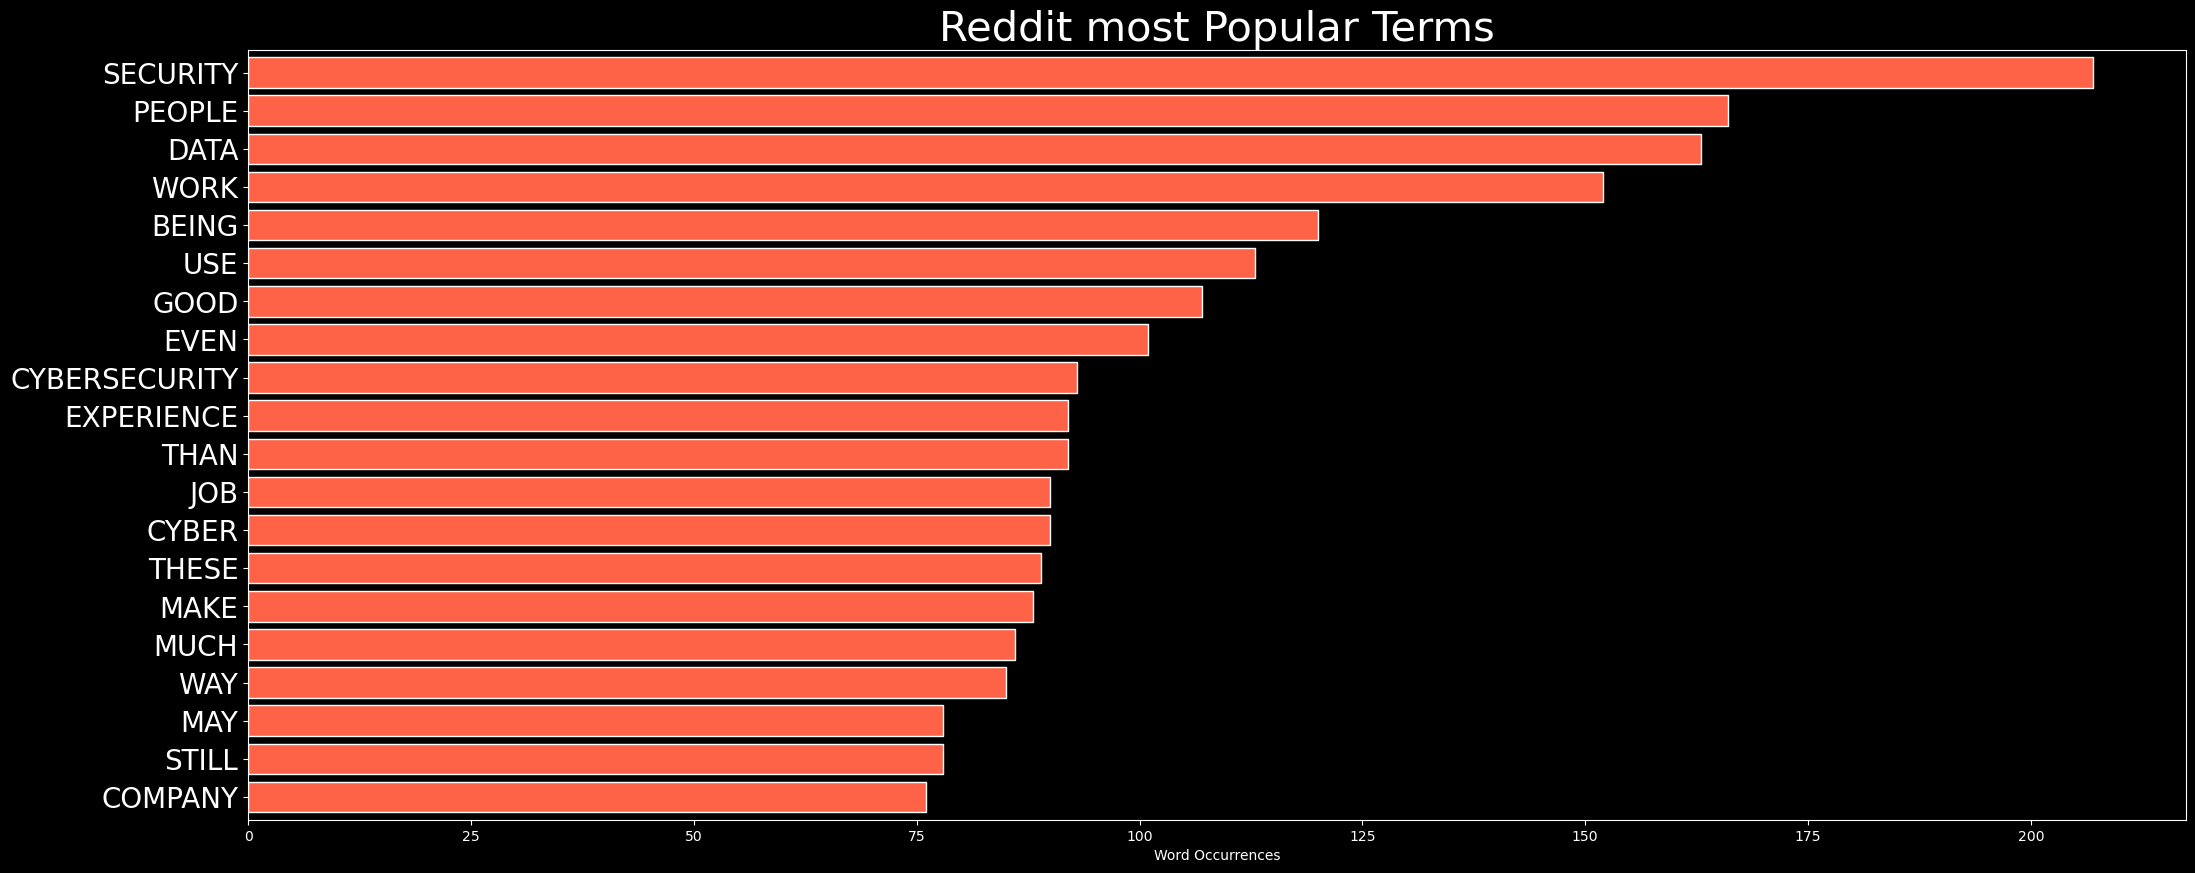 Reddit most Popular Terms
SECURITY
PEOPLE
DATA
WORK
BEING
USE
GOOD
EVEN
CYBERSECURITY
EXPERIENCE
THAN
JOB
CYBER
THESE
MAKE
MUCH
WAY
MAY
STILL
COMPANY
0 25 50 75 100 125 150 175 200
Word Occurrences